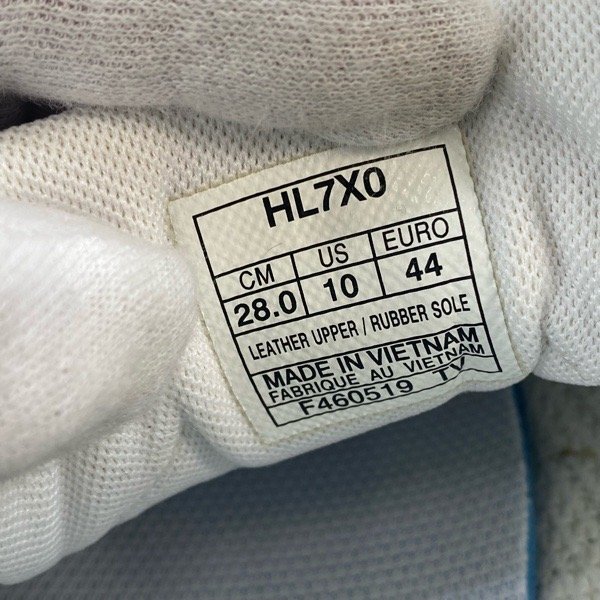 HL7X0
CM US EURO
28.0 10 44
LEATHER UPPER / RUBBER SOLE
MADE IN VIETNAM
FABRIQUE AU VIETNAM
F460519 TV